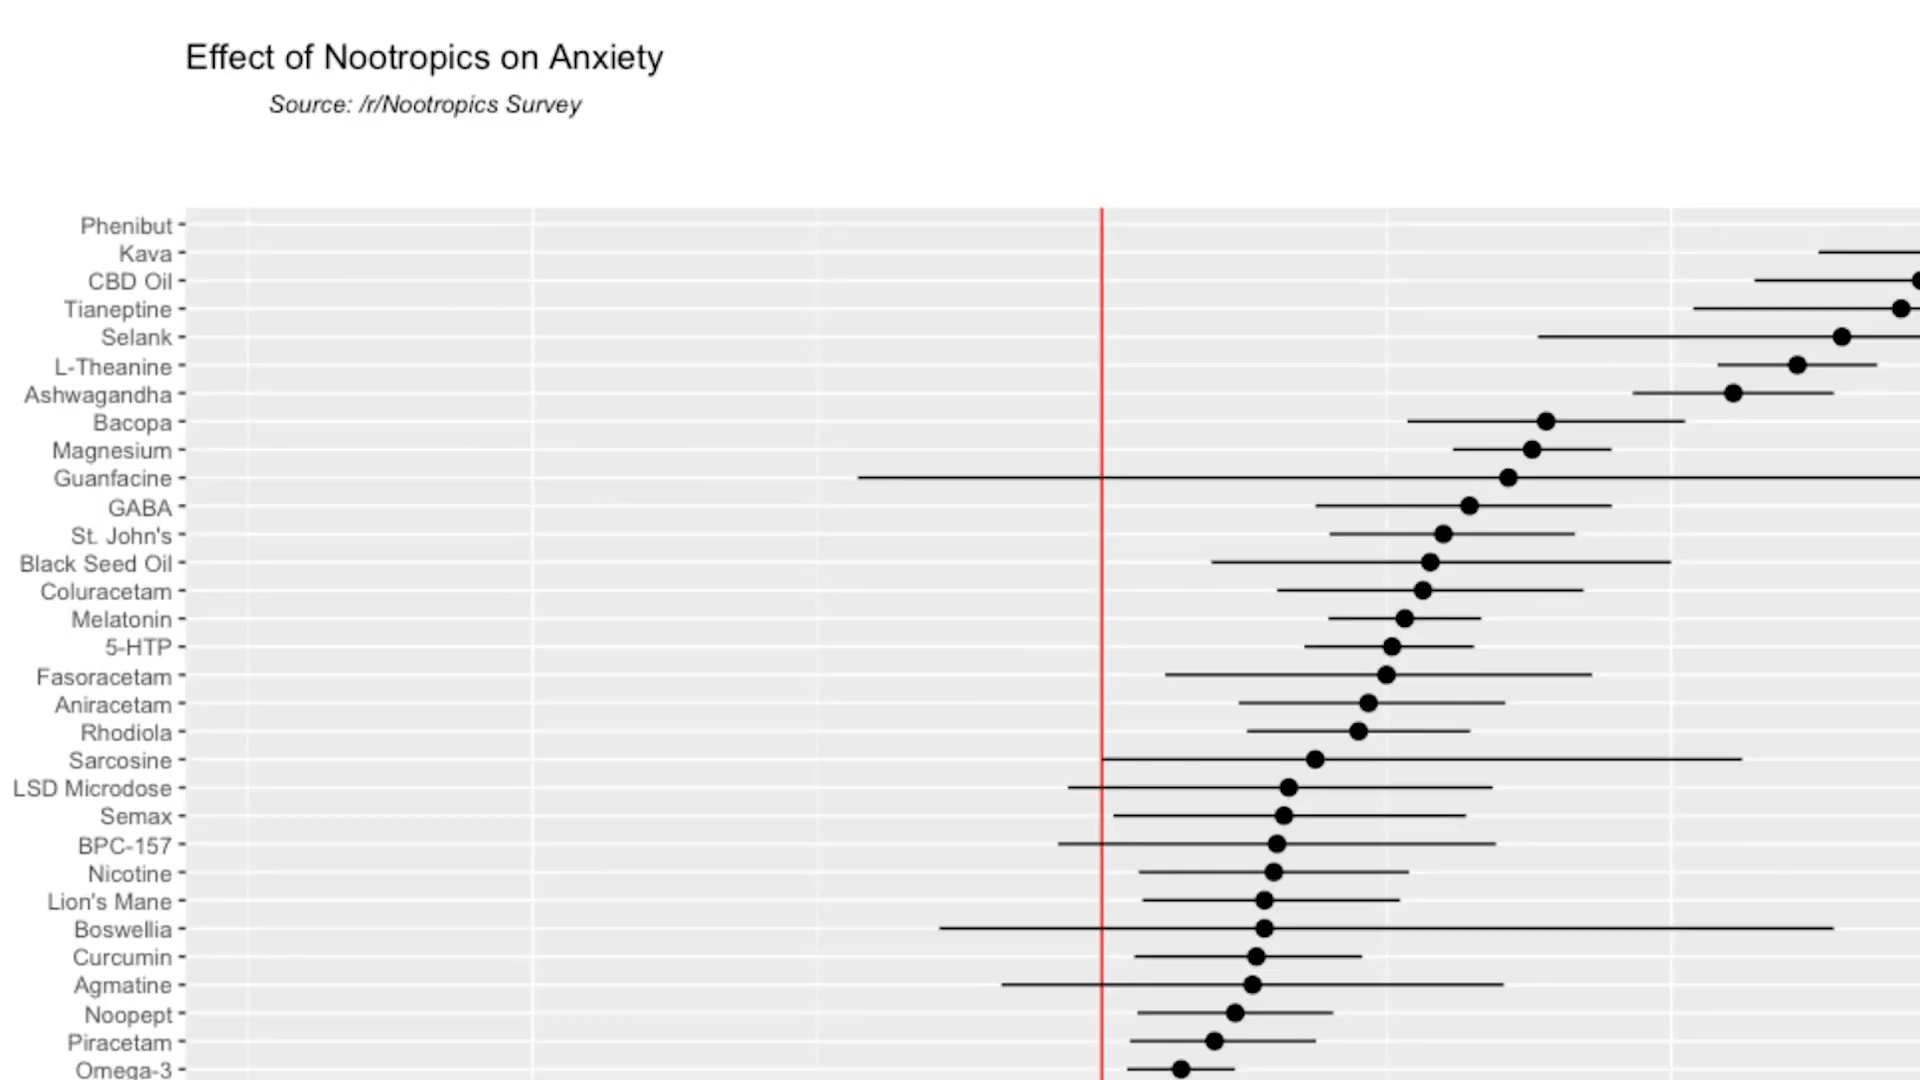 Effect of Nootropics on Anxiety
Source: /r/Nootropics Survey
Phenibut
Kava
CBD Oil
Tianeptine
Selank
L-Theanine
Ashwagandha
Bacopa
Magnesium
Guanfacine
GABA
St. John's
Black Seed Oil
Coluracetam
Melatonin
5-HTP
Fasoracetam
Aniracetam
Rhodiola
Sarcosine
LSD Microdose
Semax
BPC-157
Nicotine
Lion's Mane
Boswellia
Curcumin
Agmatine
Noopept
Piracetam
Omega-3